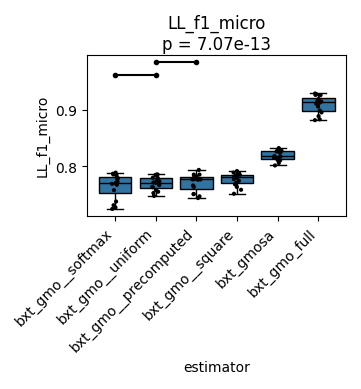 LL_f1_micro
p = 7.07e-13
LL_f1_micro
0.9
0.8
bxt_gmo__softmax
bxt_gmo__uniform
bxt_gmo__precomputed
bxt_gmo__square
bxt_gmosa
bxt_gmo_full
estimator